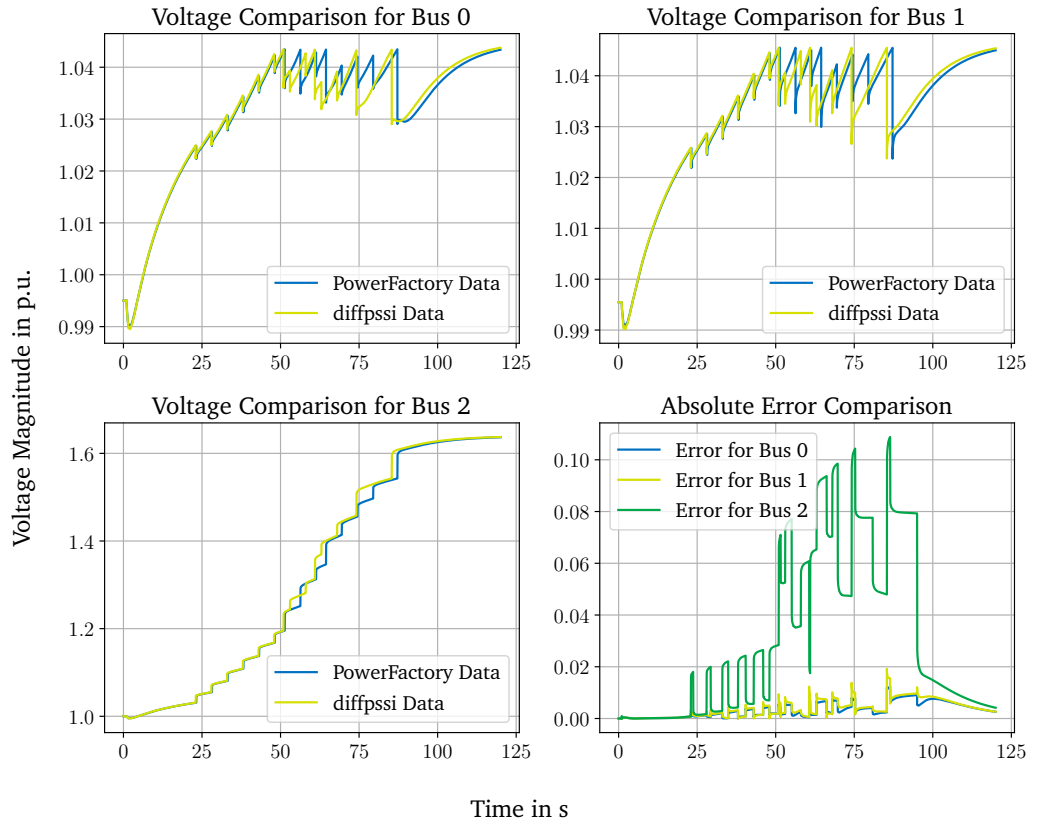 Voltage Comparison for Bus 0
1.04
1.03
1.02
1.01
1.00
0.99
0 25 50 75 100 125
PowerFactory Data
diffpssi Data
Voltage Comparison for Bus 1
1.04
1.03
1.02
1.01
1.00
0.99
0 25 50 75 100 125
PowerFactory Data
diffpssi Data
Voltage Magnitude in p.u.
Voltage Comparison for Bus 2
1.6
1.4
1.2
1.0
0 25 50 75 100 125
PowerFactory Data
diffpssi Data
Absolute Error Comparison
0.10
0.08
0.06
0.04
0.02
0.00
0 25 50 75 100 125
Error for Bus 0
Error for Bus 1
Error for Bus 2
Time in s